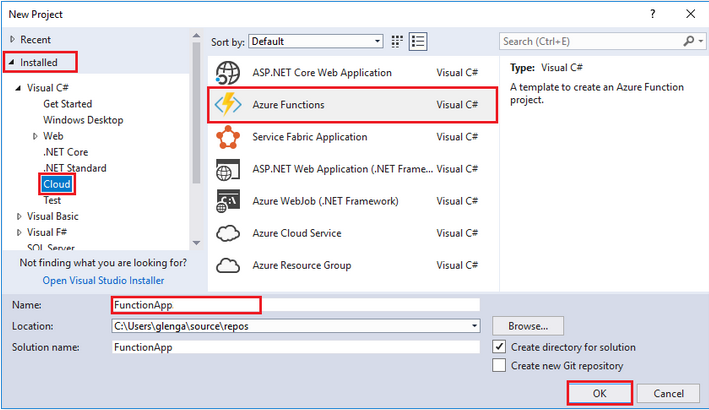 New Project
Recent
Installed
Visual C#
Get Started
Windows Desktop
Web
.NET Core
.NET Standard
Cloud
Test
Visual Basic
Visual F#
SQL Server
Not finding what you are looking for?
Open Visual Studio Installer
Sort by: Default
ASP.NET Core Web Application Visual C#
Azure Functions Visual C#
Service Fabric Application Visual C#
ASP.NET Web Application (.NET Frame... Visual C#
Azure WebJob (.NET Framework) Visual C#
Azure Cloud Service Visual C#
Azure Resource Group Visual C#
Search (Ctrl+E)
Type: Visual C#
A template to create an Azure Function
project.
Name: FunctionApp
Location: C:\Users\glenga\source\repos
Browse...
Solution name: FunctionApp
Create directory for solution
Create new Git repository
OK Cancel